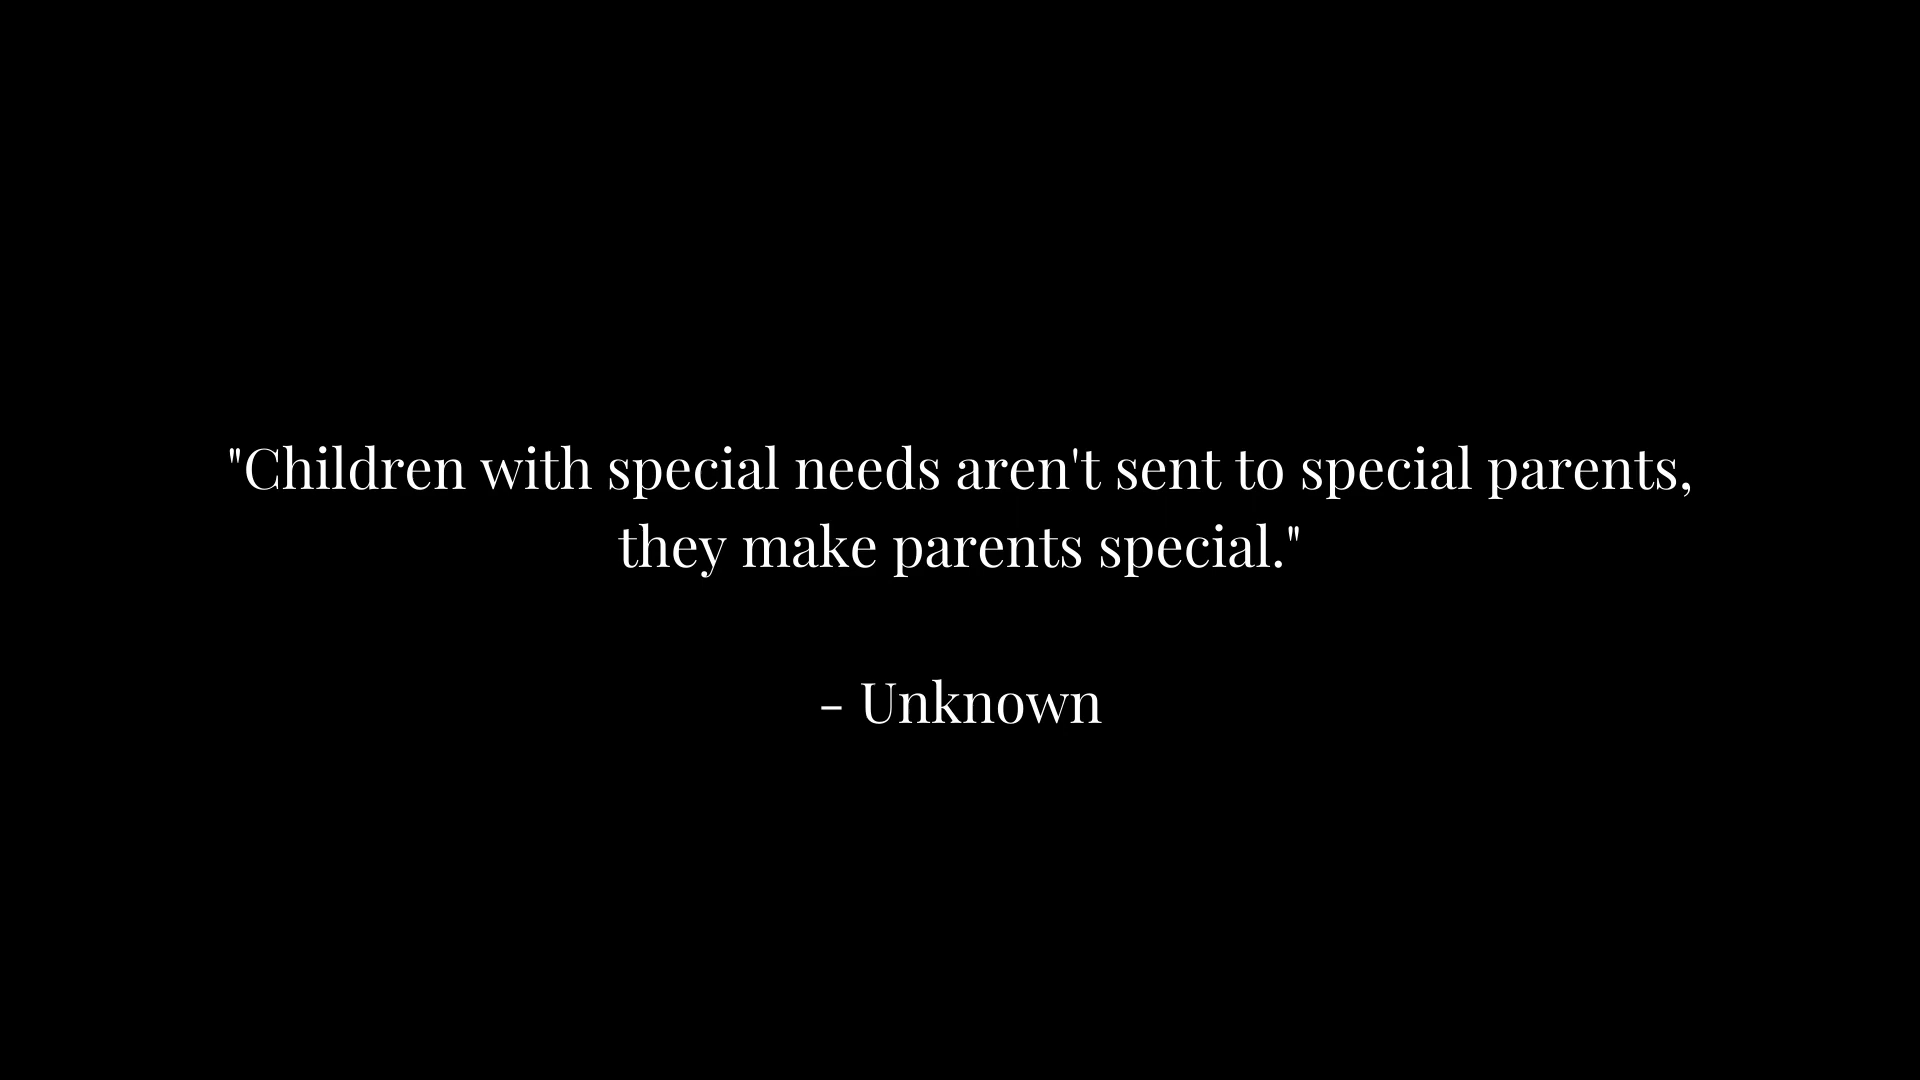 "Children with special needs aren't sent to special parents,
they make parents special."
- Unknown